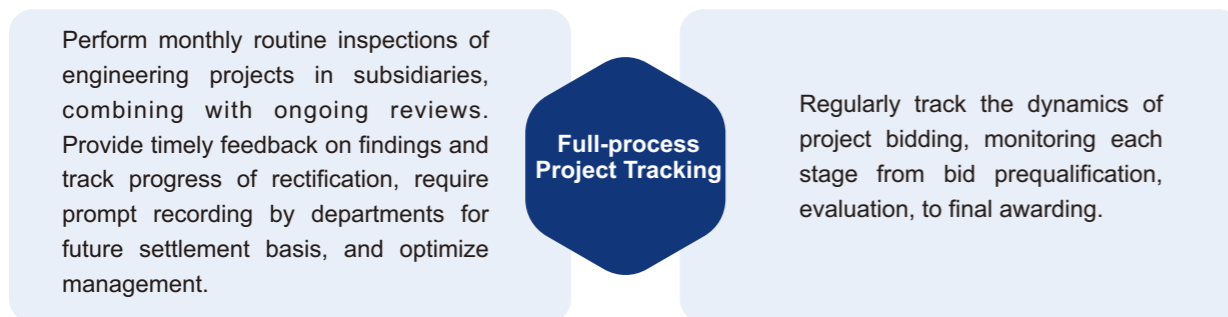 Perform monthly routine inspections of
engineering projects in subsidiaries,
combining with ongoing reviews.
Provide timely feedback on findings and
track progress of rectification, require
prompt recording by departments for
future settlement basis, and optimize
management.
Full-process
Project Tracking
Regularly track the dynamics of
project bidding, monitoring each
stage from bid prequalification,
evaluation, to final awarding.